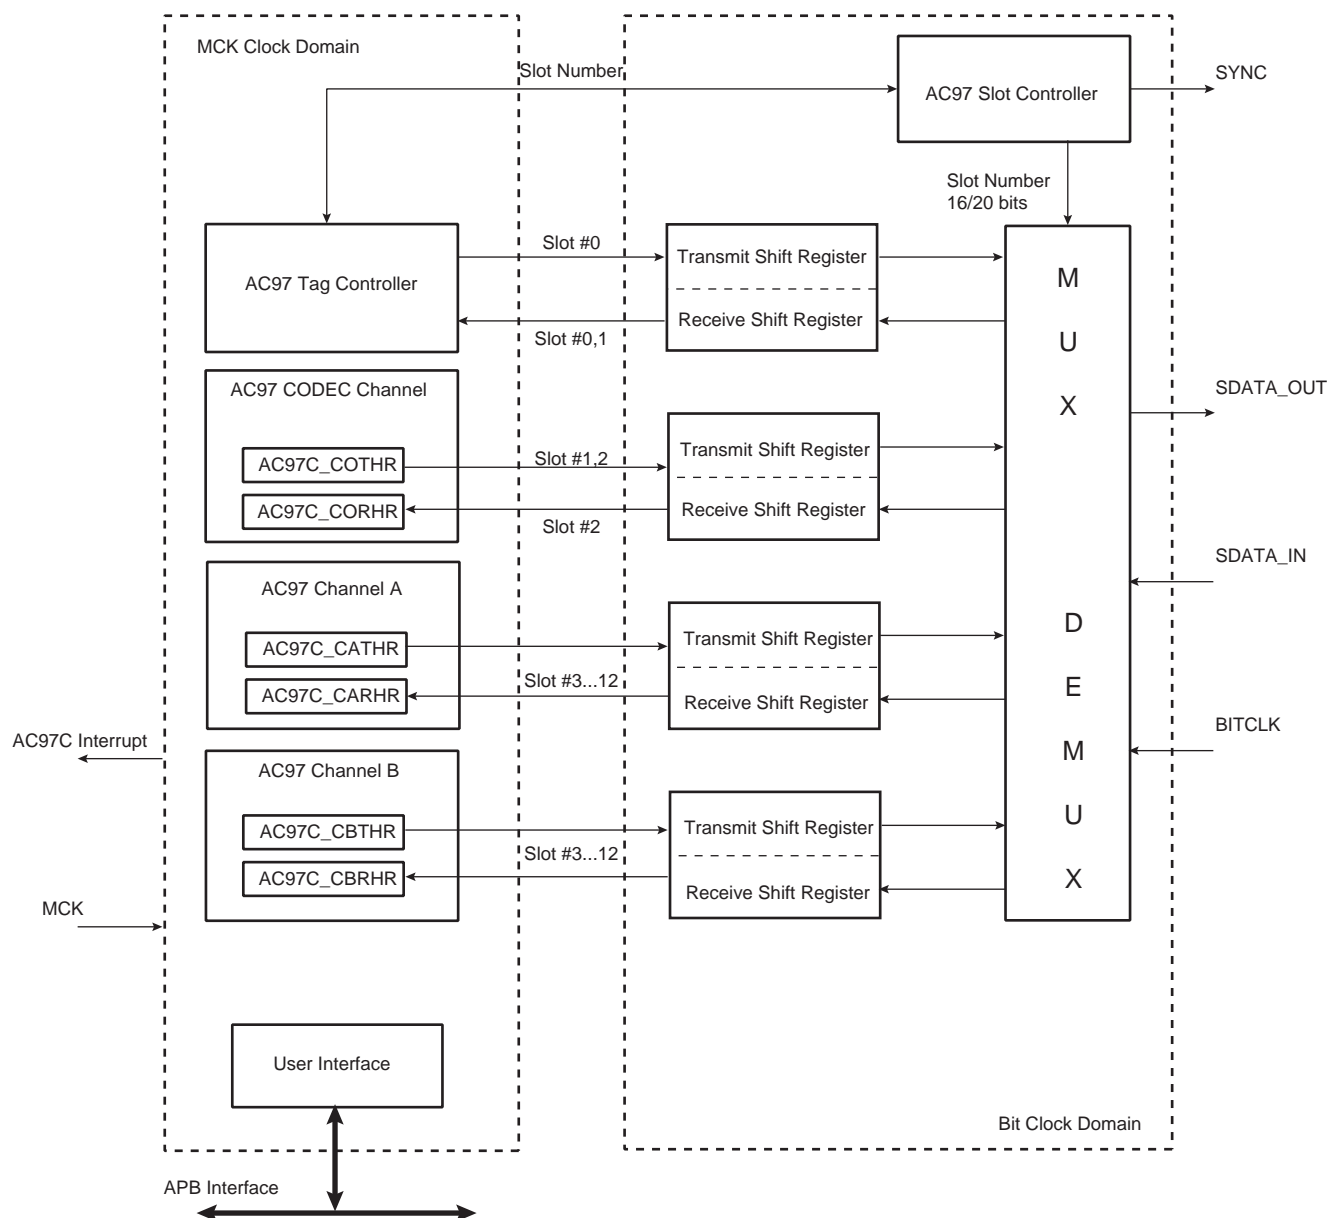 MCK Clock Domain
Slot Number
AC97 Slot Controller
SYNC
Slot Number
16/20 bits
AC97 Tag Controller
Slot #0
Transmit Shift Register
Receive Shift Register
Slot #0,1
M
U
X
D
E
M
U
X
AC97 CODEC Channel
AC97C_COTHR
AC97C_CORHR
Slot #1,2
Slot #2
Transmit Shift Register
Receive Shift Register
SDATA_OUT
AC97 Channel A
AC97C_CATHR
AC97C_CARHR
Slot #3...12
Transmit Shift Register
Receive Shift Register
SDATA_IN
AC97C Interrupt
AC97 Channel B
AC97C_CBTHR
AC97C_CBRHR
Slot #3...12
Transmit Shift Register
Receive Shift Register
BITCLK
MCK
User Interface
Bit Clock Domain
APB Interface